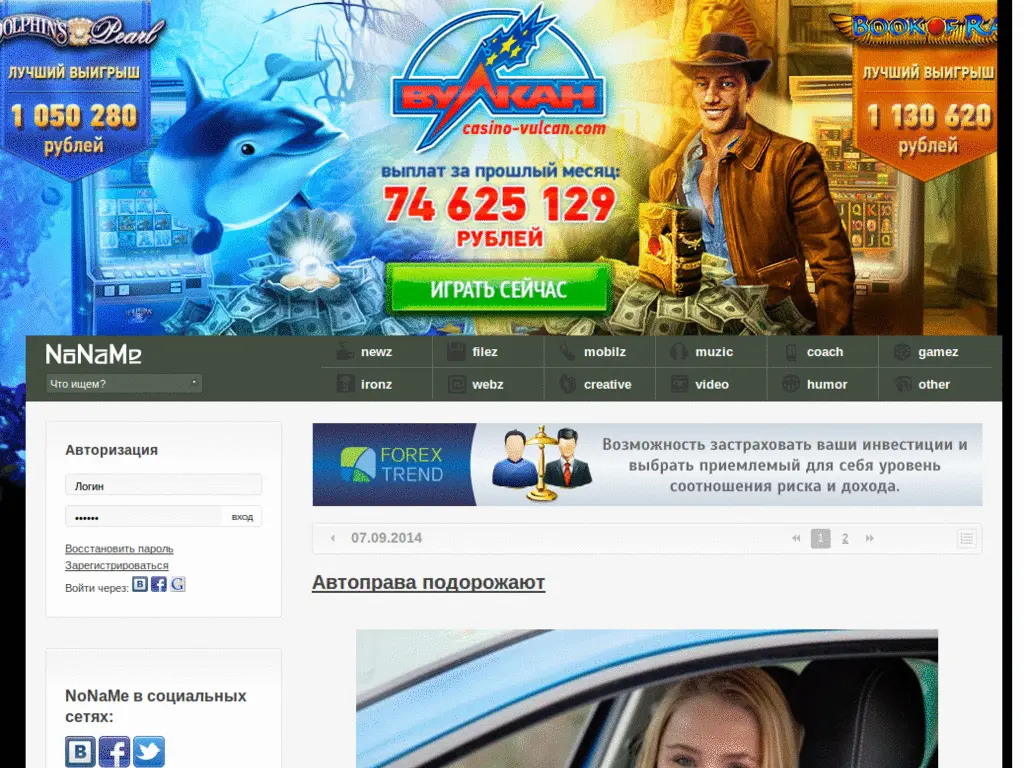 DOLPHIN'S Pearl
ЛУЧШИЙ ВЫИГРЫШ
1 050 280
рублей
ВУЛКАН
casino-vulcan.com
ВЫПЛАТ ЗА ПРОШЛЫЙ МЕСЯЦ:
74 625 129
РУБЛЕЙ
ИГРАТЬ СЕЙЧАС
BOOK OF RA
ЛУЧШИЙ ВЫИГРЫШ
1 130 620
рублей
NoNaMe
Что ищем?
newz
filez
mobilz
muzic
coach
gamez
ironz
webz
creative
video
humor
other
Авторизация
Логин
••••••
вход
Восстановить пароль
Зарегистрироваться
Войти через:
NoNaMe в социальных
сетях:
FOREX
TREND
Возможность застраховать ваши инвестиции и
выбрать приемлемый для себя уровень
соотношения риска и дохода.
07.09.2014
1 2
Автоправа подорожают